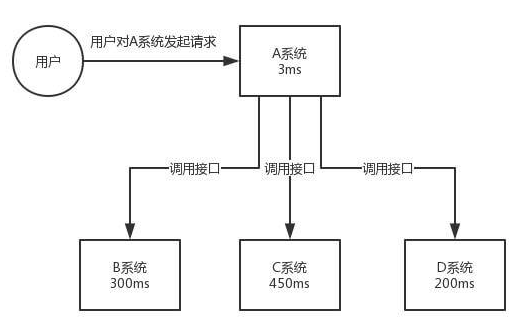 用户对A系统发起请求
用户
A系统
3ms
调用接口
调用接口
调用接口
B系统
300ms
C系统
450ms
D系统
200ms